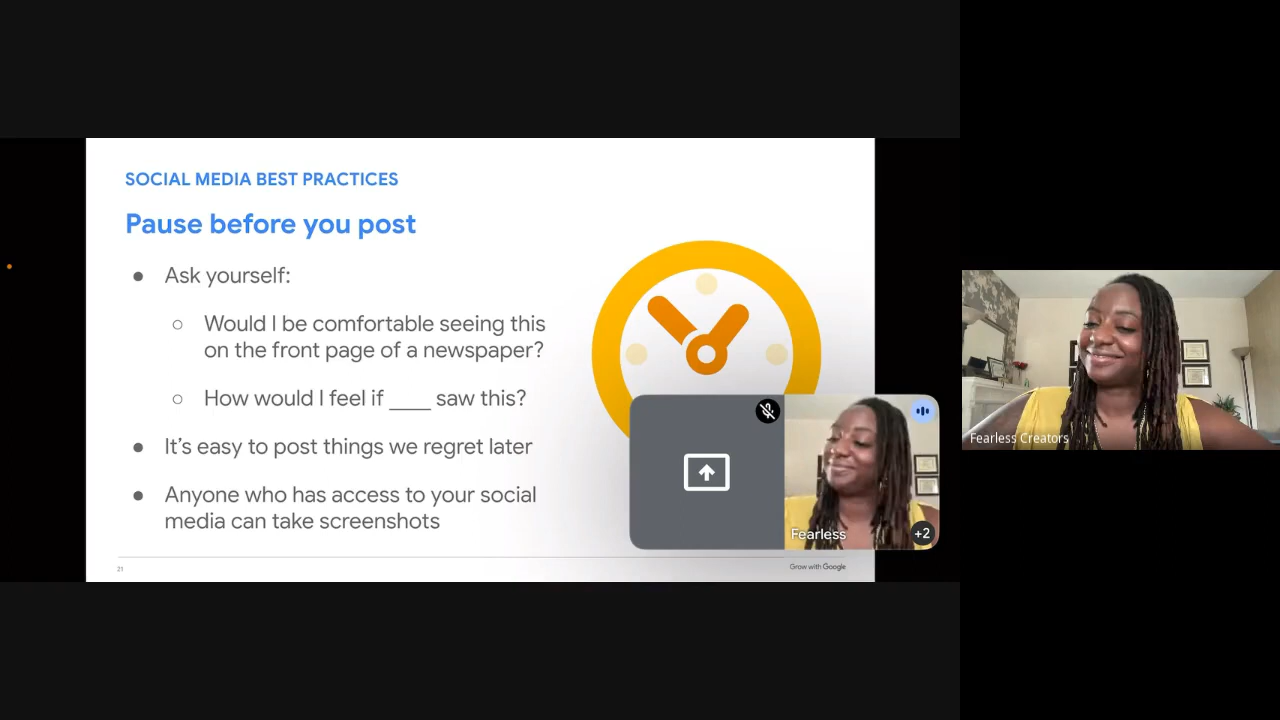 SOCIAL MEDIA BEST PRACTICES
Pause before you post
● Ask yourself:
○ Would I be comfortable seeing this
on the front page of a newspaper?
○ How would I feel if ____ saw this?
● It’s easy to post things we regret later
● Anyone who has access to your social
media can take screenshots
21
Grow with Google
Fearless
+2
Fearless Creators